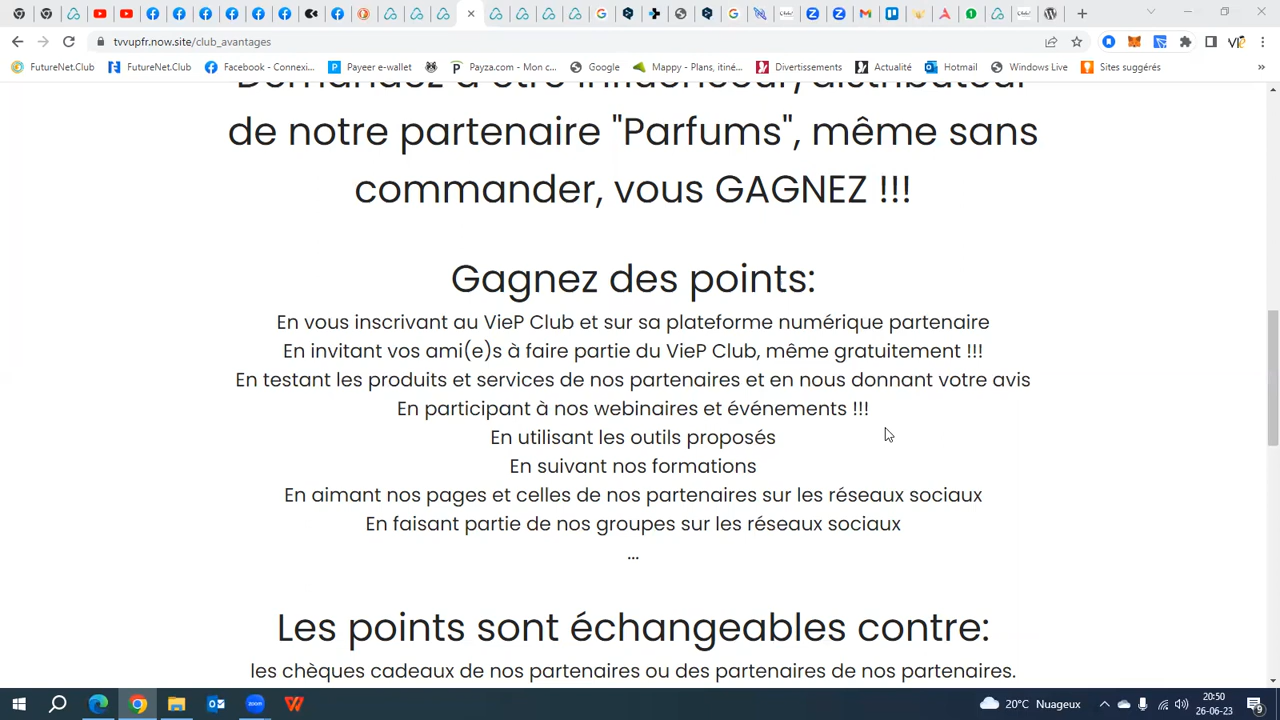 tvvupfr.now.site/club_avantages
FutureNet.Club
FutureNet.Club
Facebook - Connexi...
Payeer e-wallet
Payza.com - Mon c...
Google
Mappy - Plans, itiné...
Divertissements
Actualité
Hotmail
Windows Live
Sites suggérés
»
Demandez à être influenceur/distributeur
de notre partenaire "Parfums", même sans
commander, vous GAGNEZ !!!
Gagnez des points:
En vous inscrivant au VieP Club et sur sa plateforme numérique partenaire
En invitant vos ami(e)s à faire partie du VieP Club, même gratuitement !!!
En testant les produits et services de nos partenaires et en nous donnant votre avis
En participant à nos webinaires et événements !!!
En utilisant les outils proposés
En suivant nos formations
En aimant nos pages et celles de nos partenaires sur les réseaux sociaux
En faisant partie de nos groupes sur les réseaux sociaux
...
Les points sont échangeables contre:
les chèques cadeaux de nos partenaires ou des partenaires de nos partenaires.
20°C Nuageux
20:50
26-06-23